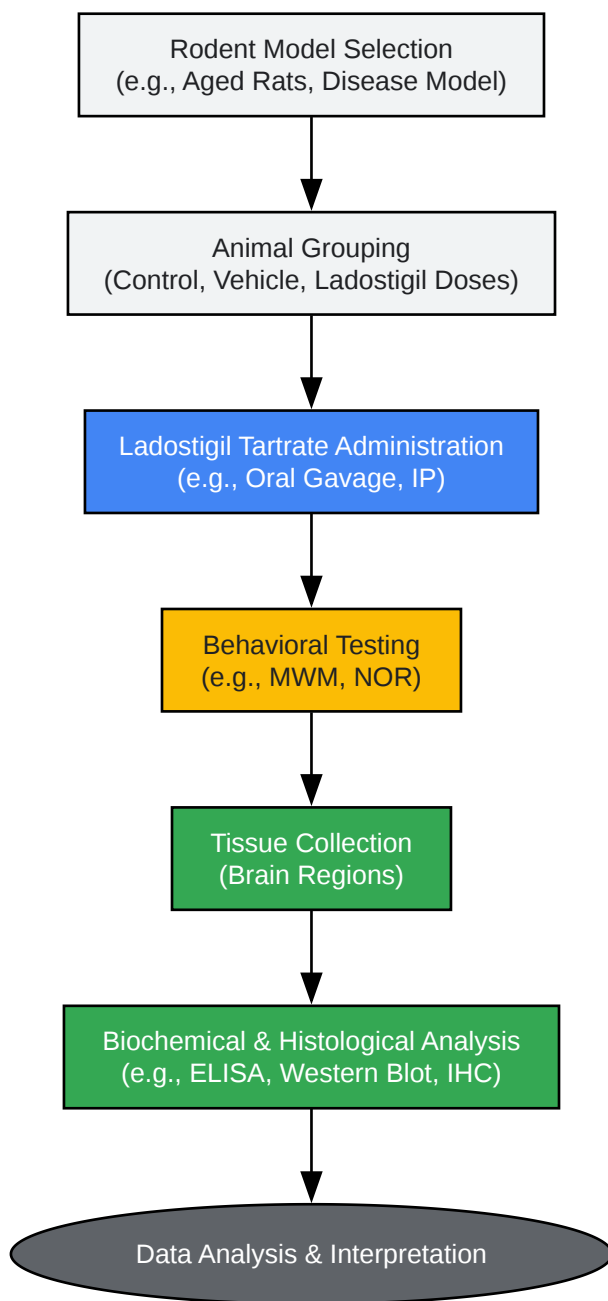 Rodent Model Selection
(e.g., Aged Rats, Disease Model)
Animal Grouping
(Control, Vehicle, Ladostigil Doses)
Ladostigil Tartrate Administration
(e.g., Oral Gavage, IP)
Behavioral Testing
(e.g., MWM, NOR)
Tissue Collection
(Brain Regions)
Biochemical & Histological Analysis
(e.g., ELISA, Western Blot, IHC)
Data Analysis & Interpretation